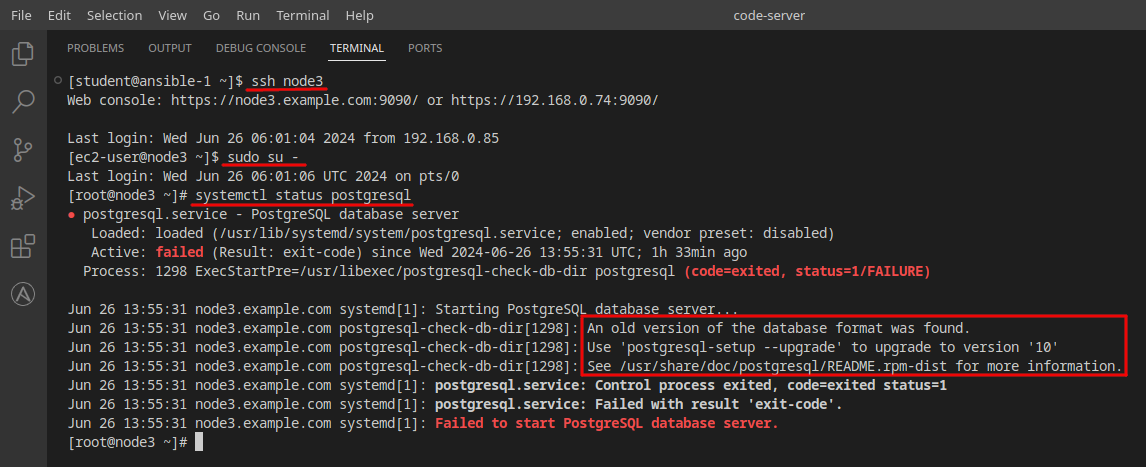 File Edit Selection View Go Run Terminal Help code-server
PROBLEMS OUTPUT DEBUG CONSOLE TERMINAL PORTS
[student@ansible-1 ~]$ ssh node3
Web console: https://node3.example.com:9090/ or https://192.168.0.74:9090/
Last login: Wed Jun 26 06:01:04 2024 from 192.168.0.85
[ec2-user@node3 ~]$ sudo su -
Last login: Wed Jun 26 06:01:06 UTC 2024 on pts/0
[root@node3 ~]# systemctl status postgresql
● postgresql.service - PostgreSQL database server
Loaded: loaded (/usr/lib/systemd/system/postgresql.service; enabled; vendor preset: disabled)
Active: failed (Result: exit-code) since Wed 2024-06-26 13:55:31 UTC; 1h 33min ago
Process: 1298 ExecStartPre=/usr/libexec/postgresql-check-db-dir postgresql (code=exited, status=1/FAILURE)
Jun 26 13:55:31 node3.example.com systemd[1]: Starting PostgreSQL database server...
Jun 26 13:55:31 node3.example.com postgresql-check-db-dir[1298]: An old version of the database format was found.
Jun 26 13:55:31 node3.example.com postgresql-check-db-dir[1298]: Use 'postgresql-setup --upgrade' to upgrade to version '10'
Jun 26 13:55:31 node3.example.com postgresql-check-db-dir[1298]: See /usr/share/doc/postgresql/README.rpm-dist for more information.
Jun 26 13:55:31 node3.example.com systemd[1]: postgresql.service: Control process exited, code=exited status=1
Jun 26 13:55:31 node3.example.com systemd[1]: postgresql.service: Failed with result 'exit-code'.
Jun 26 13:55:31 node3.example.com systemd[1]: Failed to start PostgreSQL database server.
[root@node3 ~]#